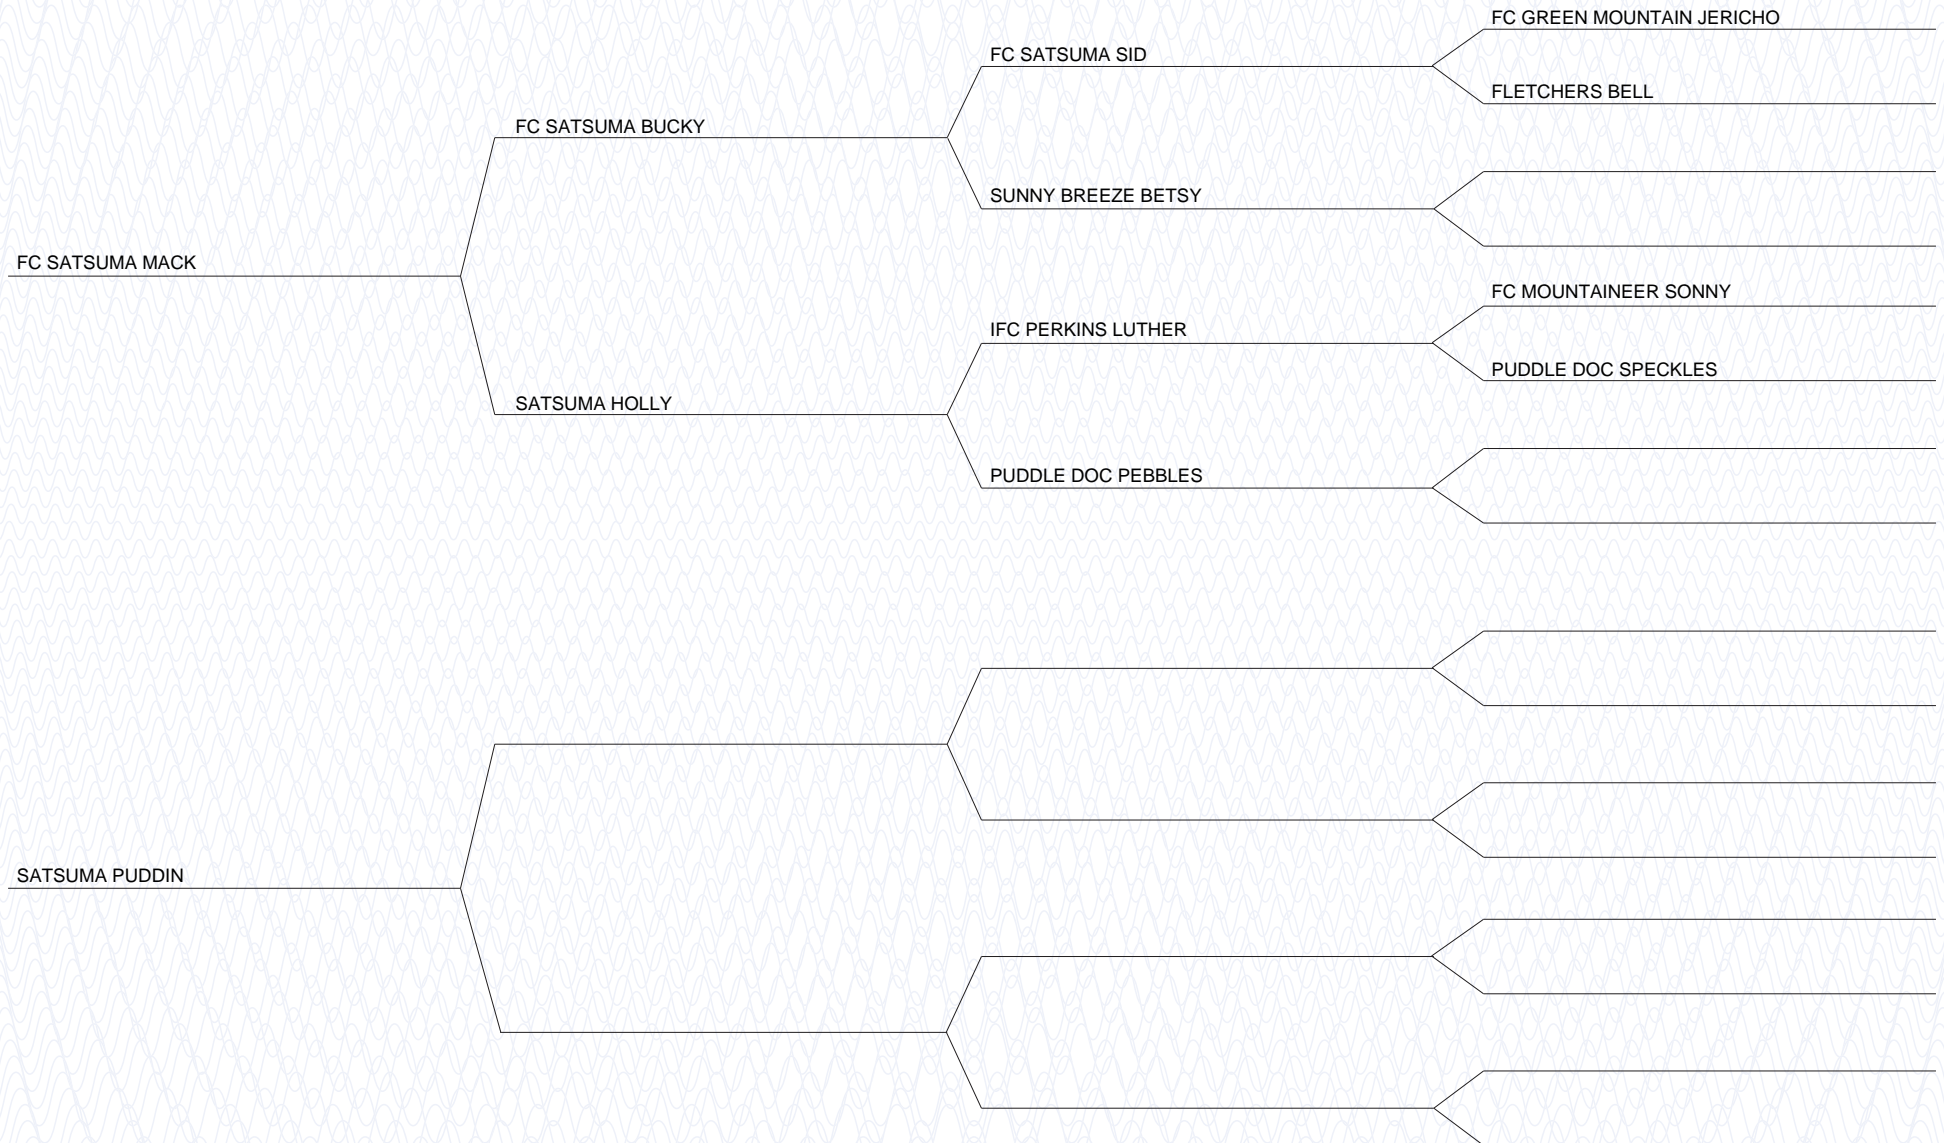 FC GREEN MOUNTAIN JERICHO
FC SATSUMA SID
FLETCHERS BELL
FC SATSUMA BUCKY
SUNNY BREEZE BETSY
FC SATSUMA MACK
FC MOUNTAINEER SONNY
IFC PERKINS LUTHER
PUDDLE DOC SPECKLES
SATSUMA HOLLY
PUDDLE DOC PEBBLES
SATSUMA PUDDIN